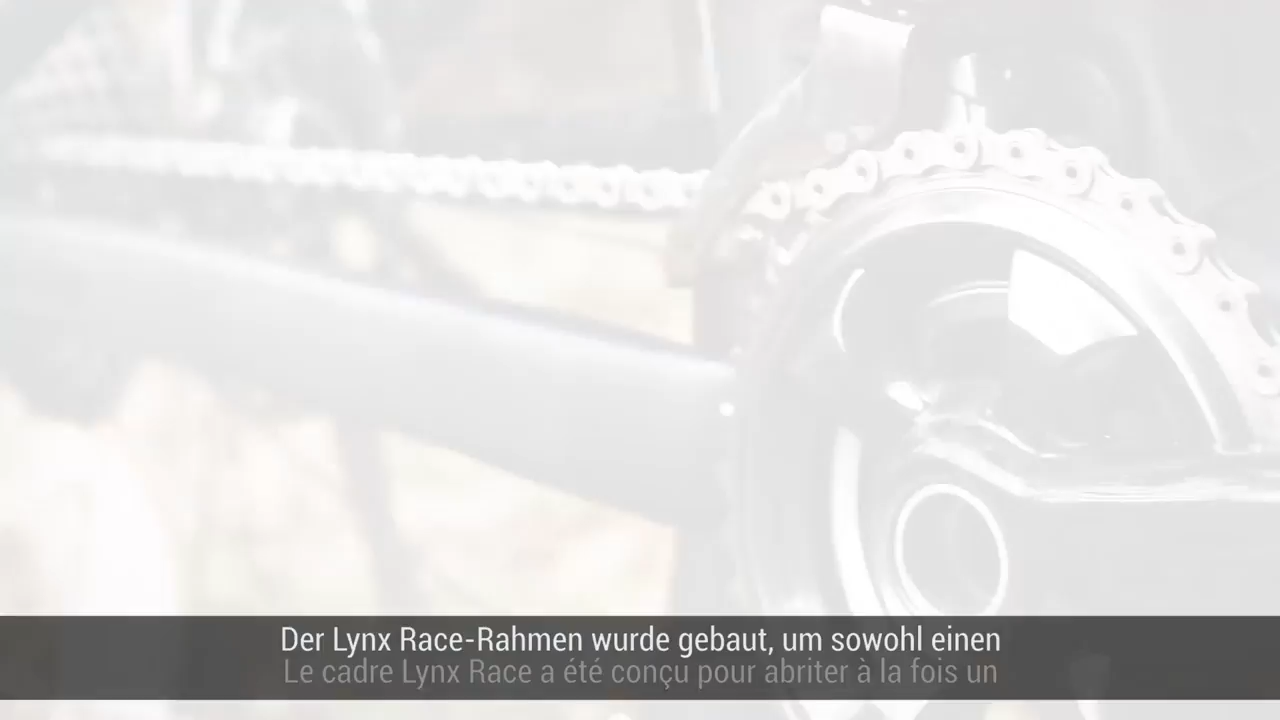 Der Lynx Race-Rahmen wurde gebaut, um sowohl einen
Le cadre Lynx Race a été conçu pour abriter à la fois un